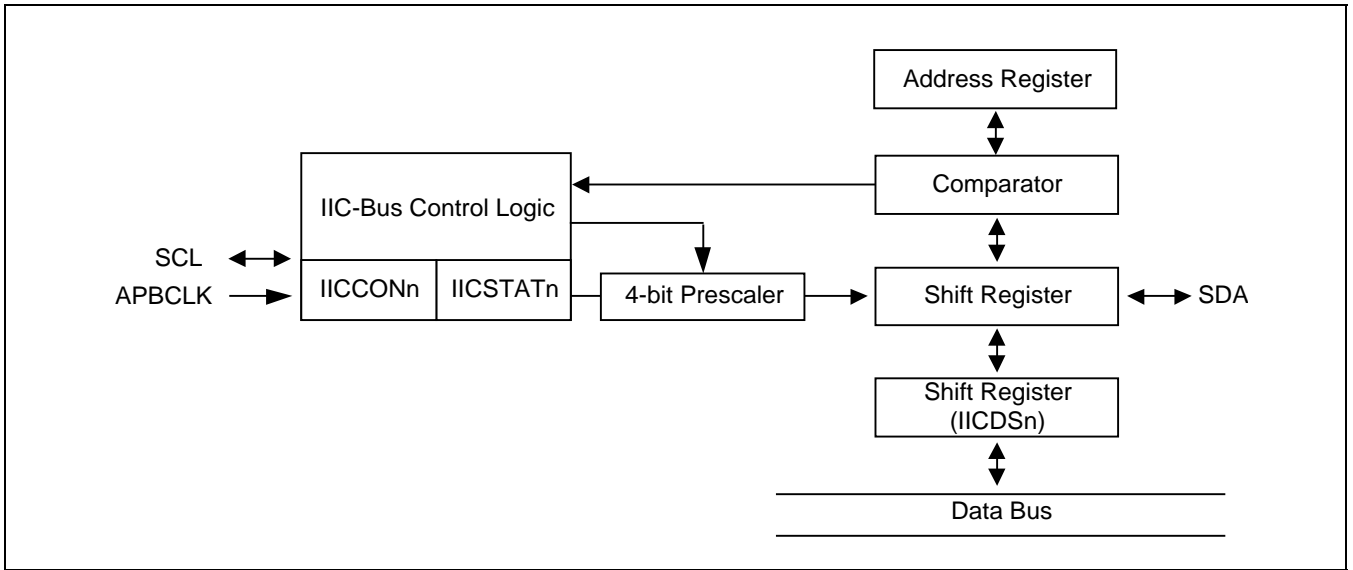 Address Register
Comparator
IIC-Bus Control Logic
SCL
APBCLK
IICCONn
IICSTATn
4-bit Prescaler
Shift Register
SDA
Shift Register
(IICDSn)
Data Bus